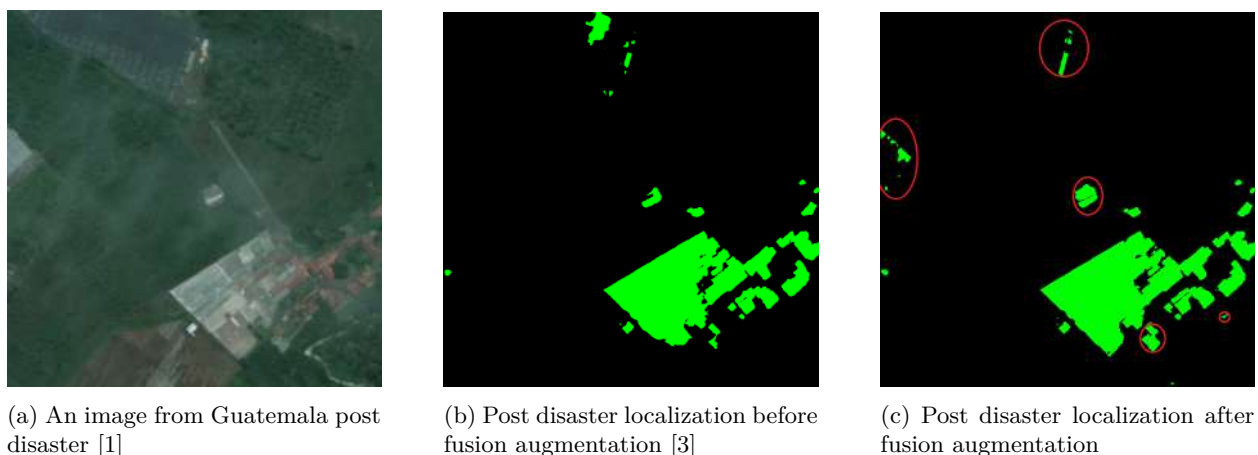 (a) An image from Guatemala post
disaster [1]
(b) Post disaster localization before
fusion augmentation [3]
(c) Post disaster localization after
fusion augmentation